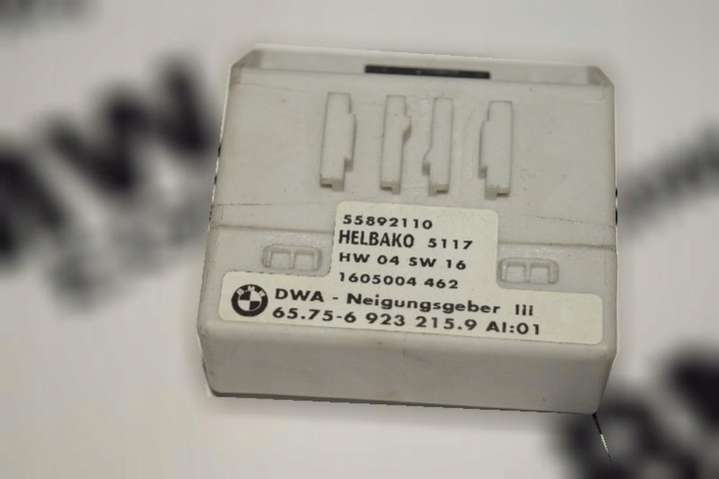 55892110
HELBAKO 5117
HW 04 SW 16
1605004 462
BMW DWA - Neigungsgeber III
65.75-6 923 215.9 AI:01